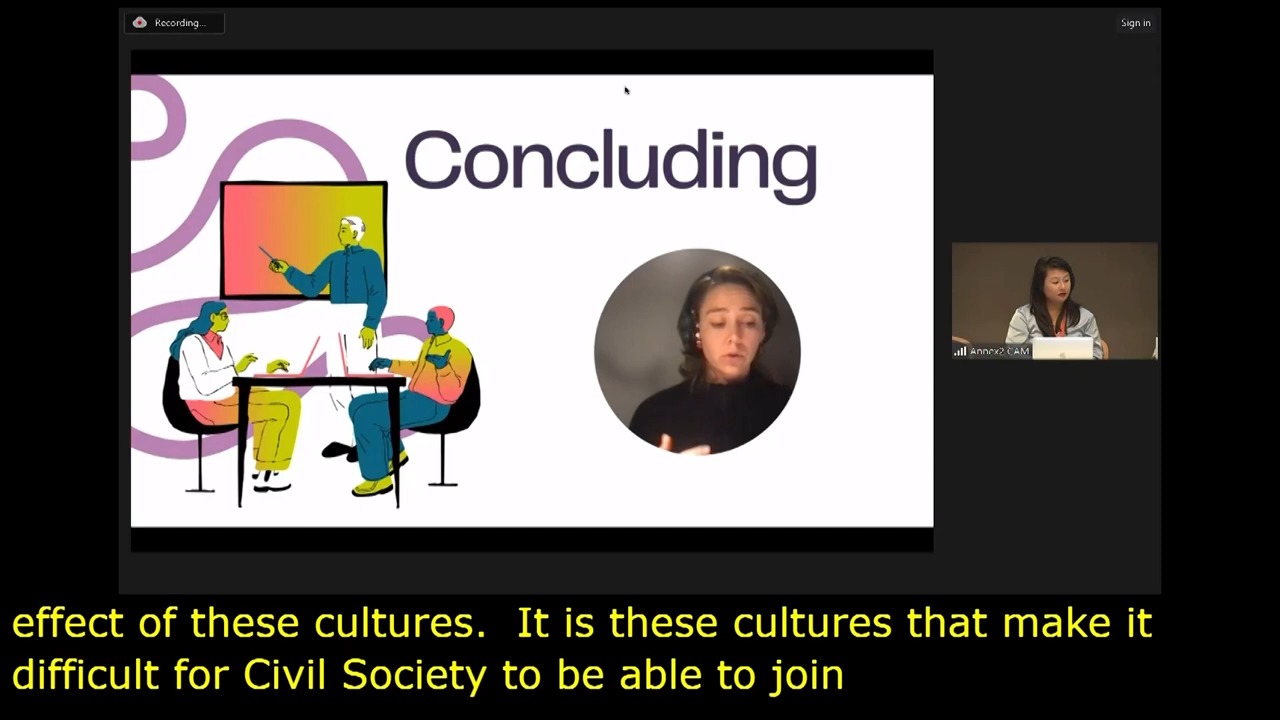 Recording...
Sign in
Concluding
Annex2 CAM
effect of these cultures.  It is these cultures that make it
difficult for Civil Society to be able to join